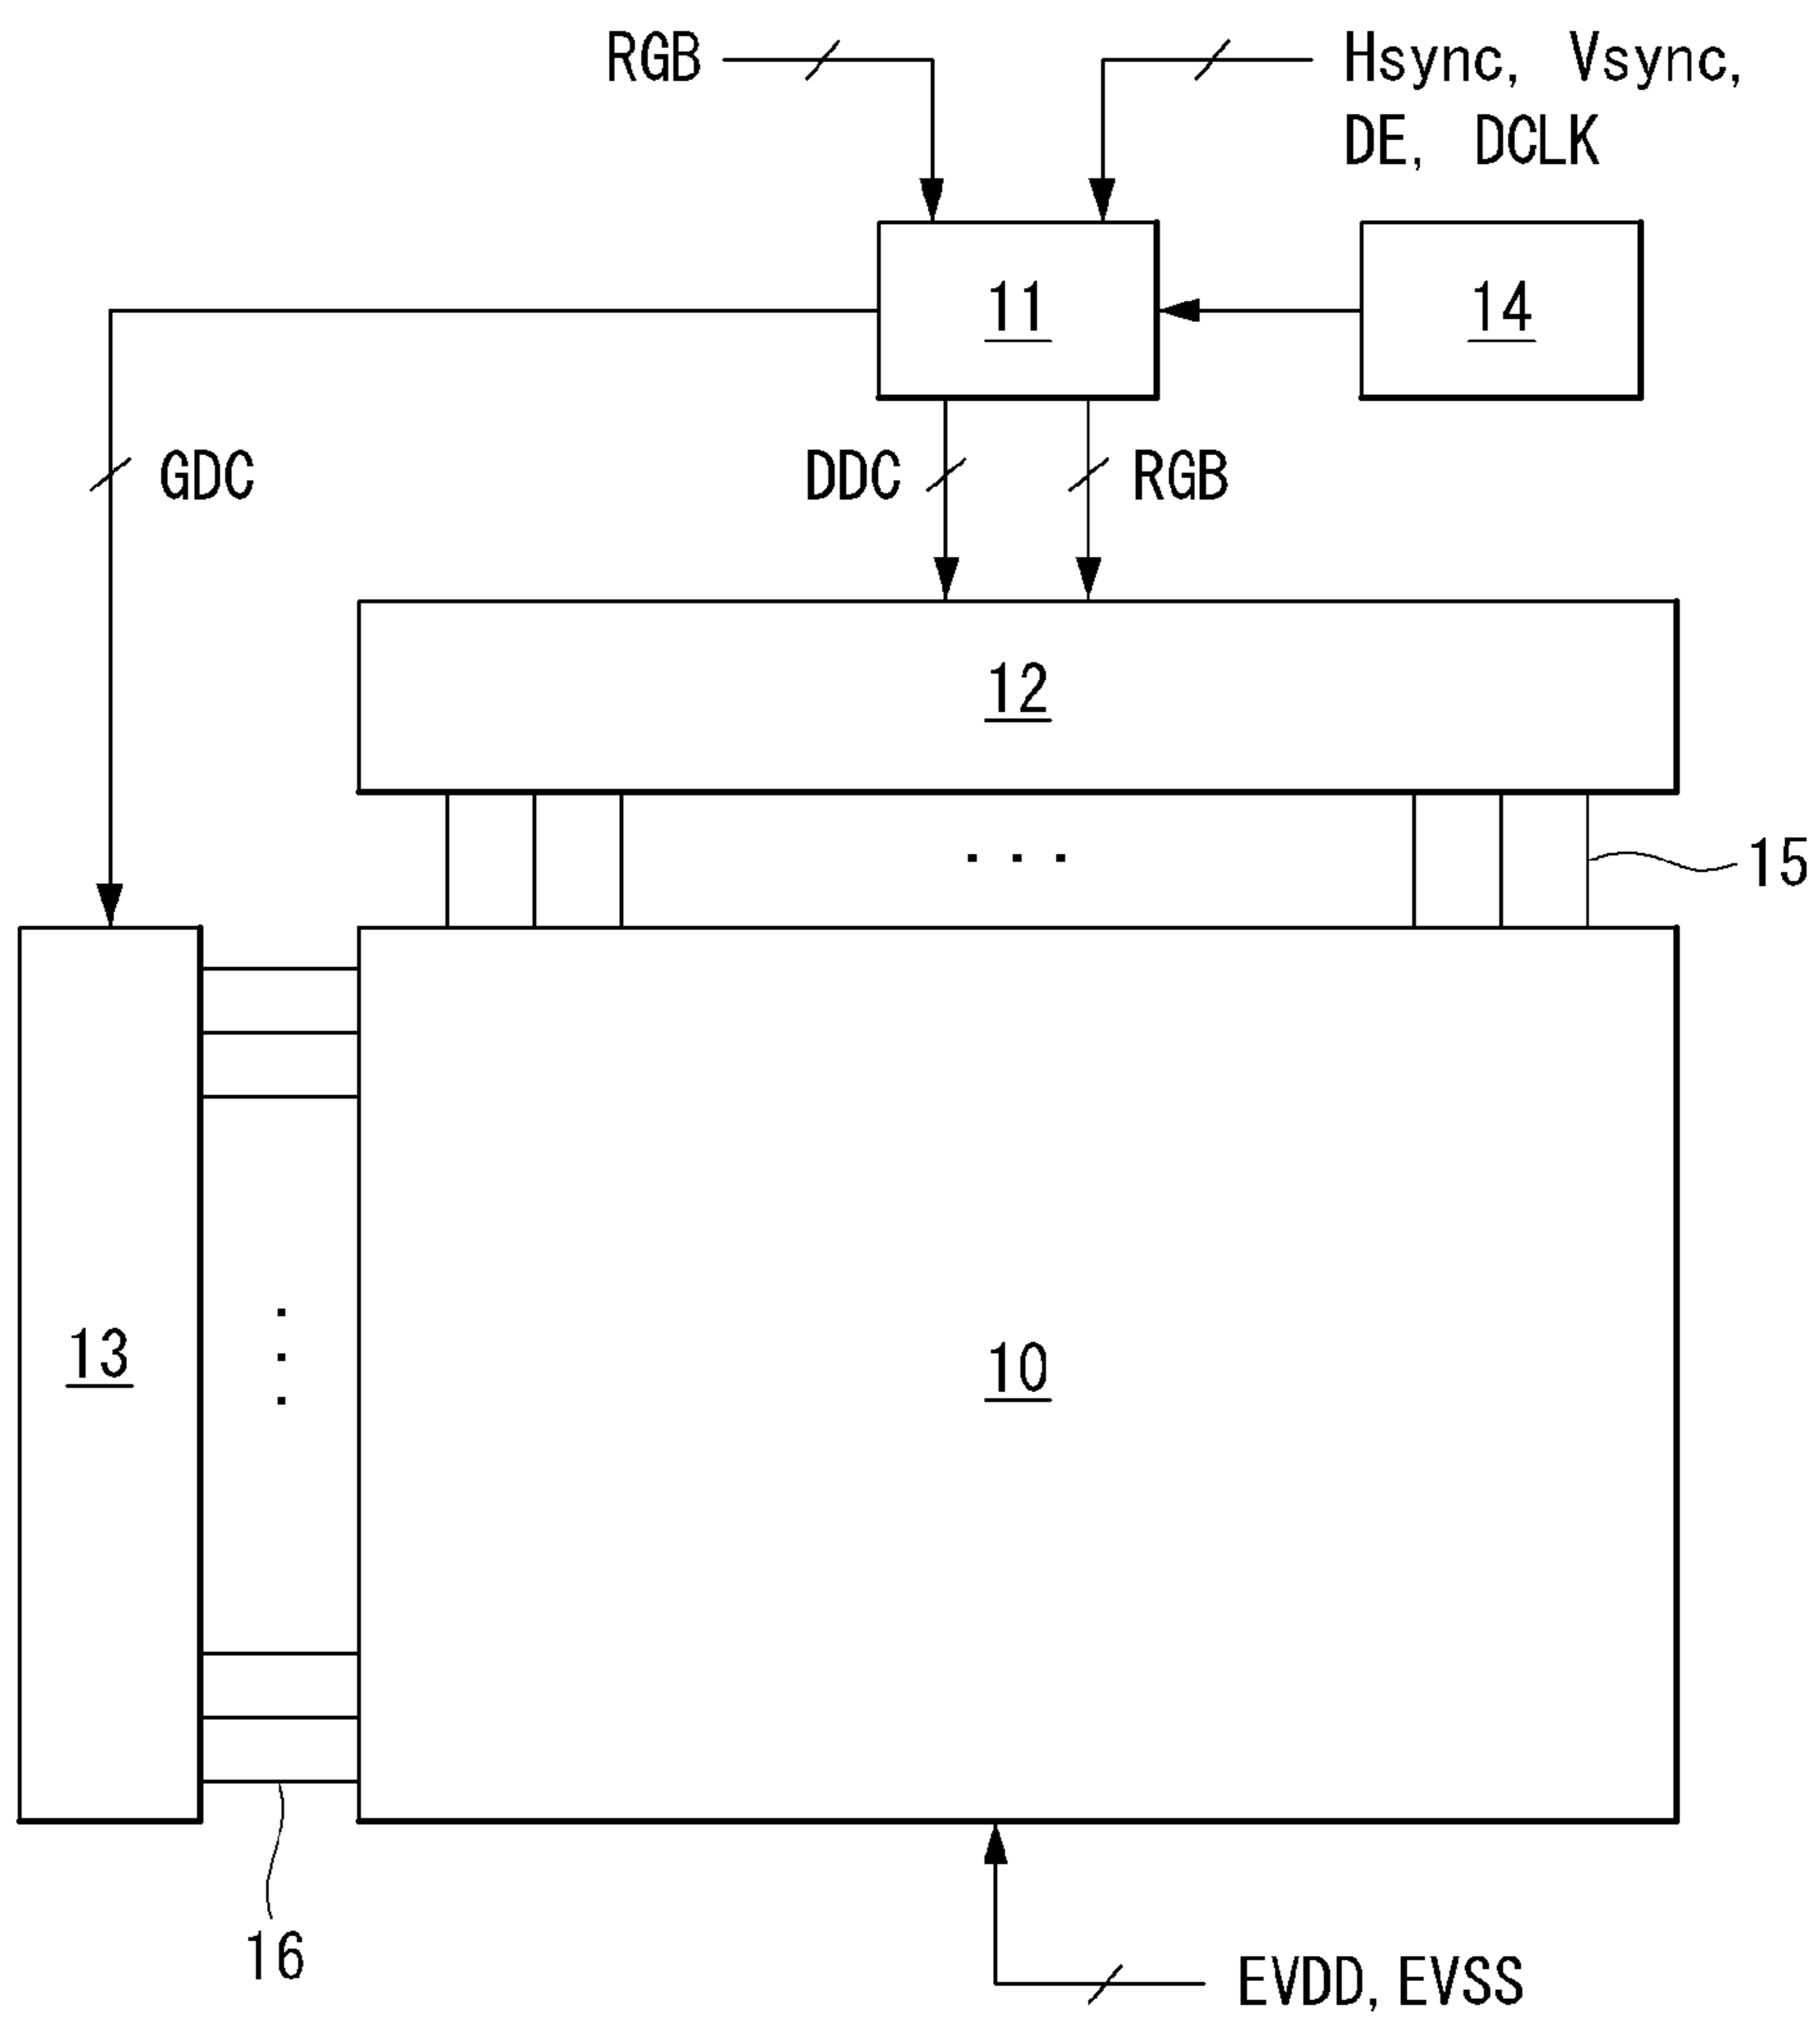 RGB
Hsync, Vsync,
DE, DCLK
11
14
GDC
DDC
RGB
12
15
13
10
16
EVDD, EVSS